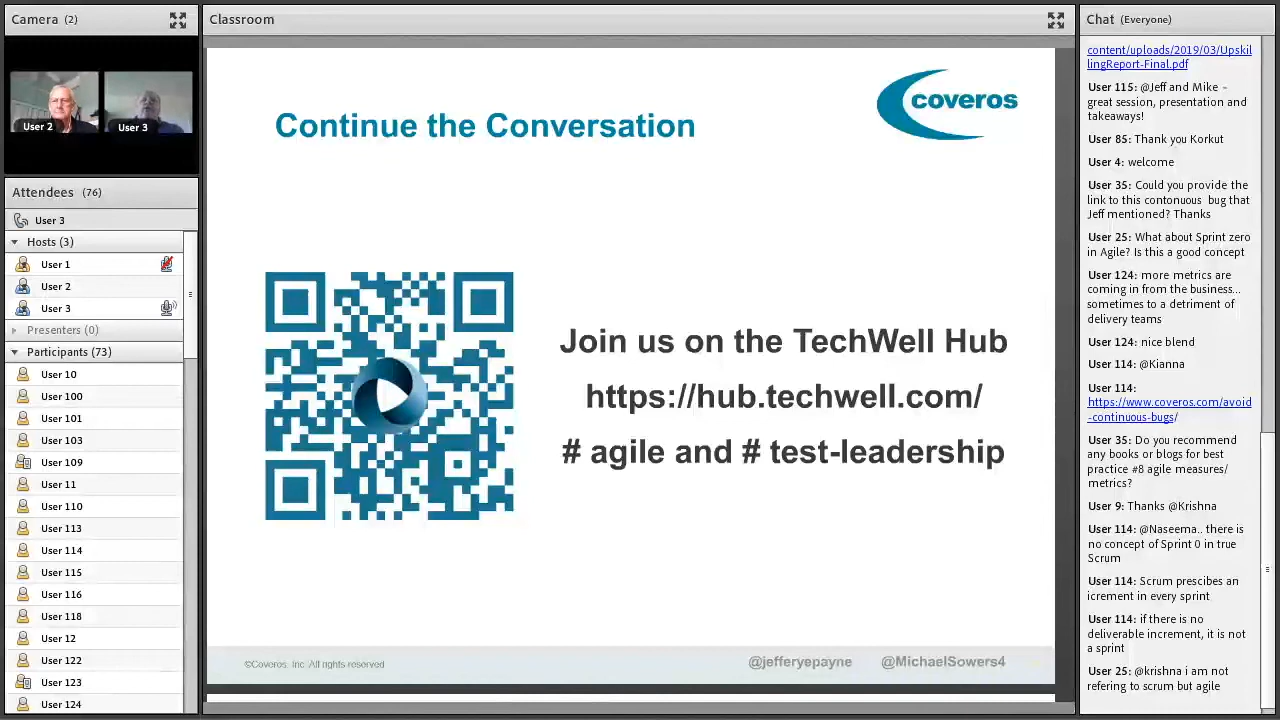 Camera (2)
User 2
User 3
Attendees (76)
User 3
Hosts (3)
User 1
User 2
User 3
Presenters (0)
Participants (73)
User 10
User 100
User 101
User 103
User 109
User 11
User 110
User 113
User 114
User 115
User 116
User 118
User 12
User 122
User 123
User 124
Classroom
coveros
Continue the Conversation
Join us on the TechWell Hub
https://hub.techwell.com/
# agile and # test-leadership
©Coveros, Inc. All rights reserved
@jefferyepayne @MichaelSowers4
Chat (Everyone)
content/uploads/2019/03/Upskil
lingReport-Final.pdf
User 115: @Jeff and Mike -
great session, presentation and
takeaways!
User 85: Thank you Korkut
User 4: welcome
User 35: Could you provide the
link to this contonuous bug that
Jeff mentioned? Thanks
User 25: What about Sprint zero
in Agile? Is this a good concept
User 124: more metrics are
coming in from the business...
sometimes to a detriment of
delivery teams
User 124: nice blend
User 114: @Kianna
User 114:
https://www.coveros.com/avoid
-continuous-bugs/
User 35: Do you recommend
any books or blogs for best
practice #8 agile measures/
metrics?
User 9: Thanks @Krishna
User 114: @Naseema.. there is
no concept of Sprint 0 in true
Scrum
User 114: Scrum prescibes an
icrement in every sprint
User 114: if there is no
deliverable increment, it is not
a sprint
User 25: @krishna i am not
refering to scrum but agile